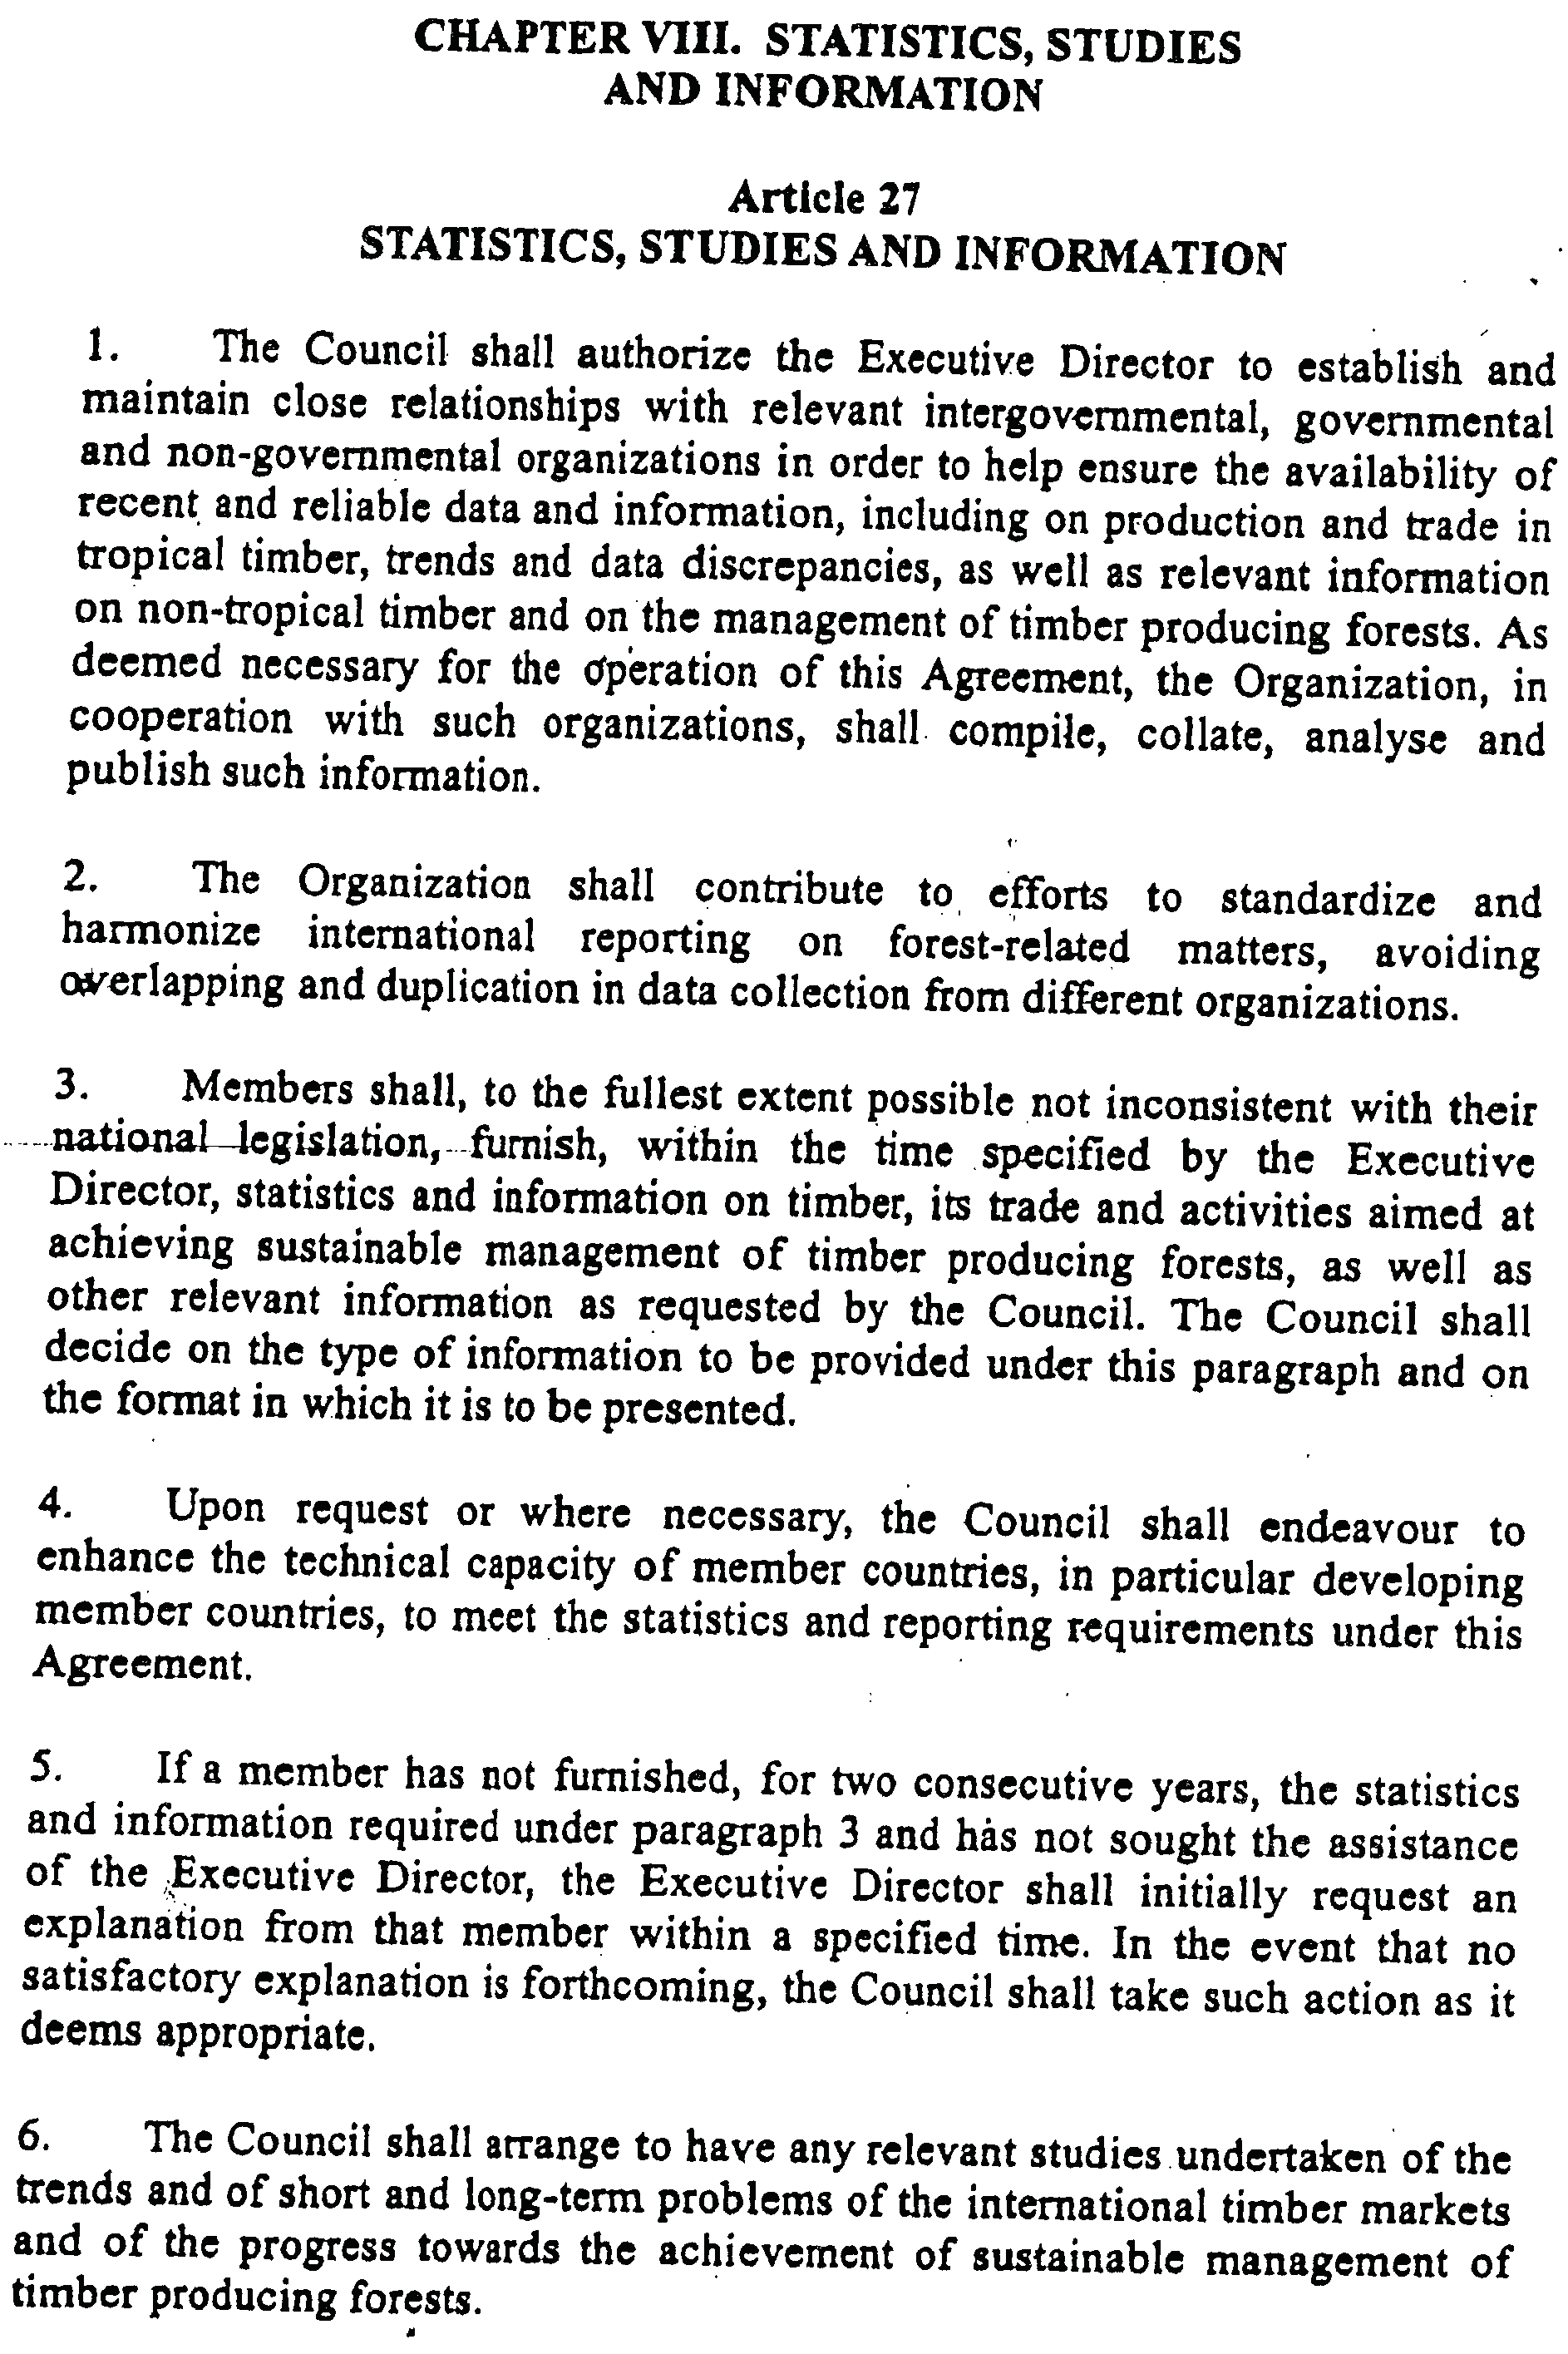 CHAPTER VIII. STATISTICS, STUDIES
AND INFORMATION
Article 27
STATISTICS, STUDIES AND INFORMATION
1. The Council shall authorize the Executive Director to establish and
maintain close relationships with relevant intergovernmental, governmental
and non-governmental organizations in order to help ensure the availability of
recent and reliable data and information, including on production and trade in
tropical timber, trends and data discrepancies, as well as relevant information
on non-tropical timber and on the management of timber producing forests. As
deemed necessary for the operation of this Agreement, the Organization, in
cooperation with such organizations, shall compile, collate, analyse and
publish such information.
2. The Organization shall contribute to efforts to standardize and
harmonize international reporting on forest-related matters, avoiding
overlapping and duplication in data collection from different organizations.
3. Members shall, to the fullest extent possible not inconsistent with their
national legislation, furnish, within the time specified by the Executive
Director, statistics and information on timber, its trade and activities aimed at
achieving sustainable management of timber producing forests, as well as
other relevant information as requested by the Council. The Council shall
decide on the type of information to be provided under this paragraph and on
the format in which it is to be presented.
4. Upon request or where necessary, the Council shall endeavour to
enhance the technical capacity of member countries, in particular developing
member countries, to meet the statistics and reporting requirements under this
Agreement.
5. If a member has not furnished, for two consecutive years, the statistics
and information required under paragraph 3 and has not sought the assistance
of the Executive Director, the Executive Director shall initially request an
explanation from that member within a specified time. In the event that no
satisfactory explanation is forthcoming, the Council shall take such action as it
deems appropriate.
6. The Council shall arrange to have any relevant studies undertaken of the
trends and of short and long-term problems of the international timber markets
and of the progress towards the achievement of sustainable management of
timber producing forests.